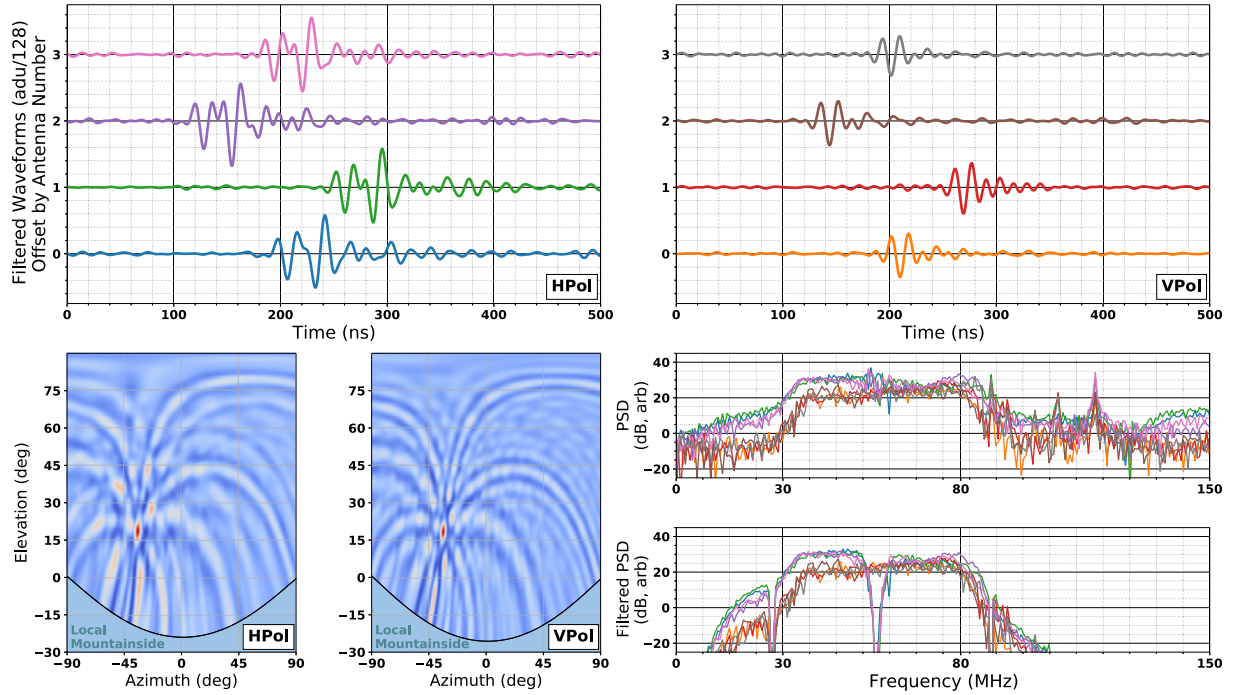 Filtered Waveforms (adu/128)
Offset by Antenna Number
3
2
1
0
HPol
0 100 200 300 400 500
Time (ns)
3
2
1
0
VPol
0 100 200 300 400 500
Time (ns)
Elevation (deg)
75
60
45
30
15
0
−15
−30
Local
Mountainside
HPol
−90 −45 0 45 90
Azimuth (deg)
75
60
45
30
15
0
−15
−30
Local
Mountainside
VPol
−90 −45 0 45 90
Azimuth (deg)
PSD
(dB, arb)
40
20
0
−20
0 30 80 150
Filtered PSD
(dB, arb)
40
20
0
−20
0 30 80 150
Frequency (MHz)